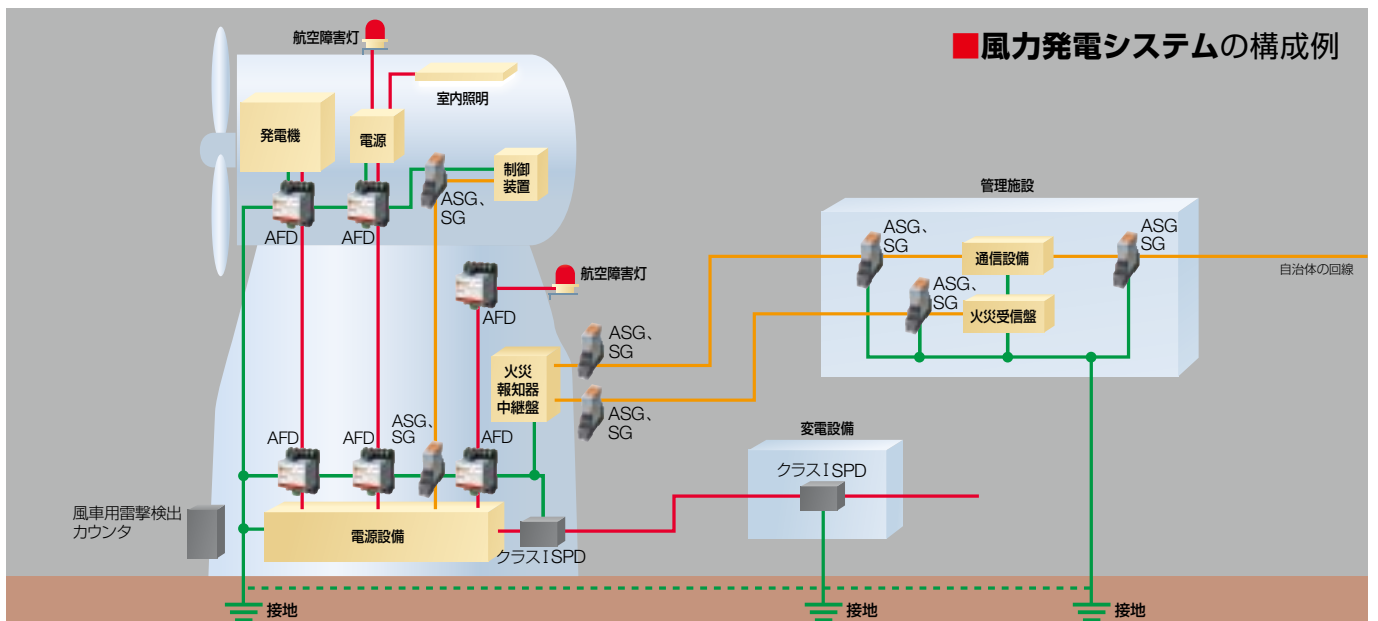 ■風力発電システムの構成例
航空障害灯
室内照明
発電機
電源
制御
装置
ASG、
SG
AFD
AFD
航空障害灯
AFD
火災
報知器
中継盤
ASG、
SG
ASG、
SG
AFD
AFD
ASG、
SG
AFD
電源設備
クラスⅠSPD
風車用雷撃検出
カウンタ
管理施設
ASG、
SG
通信設備
ASG
SG
自治体の回線
ASG、
SG
火災受信盤
変電設備
クラスⅠSPD
接地
接地
接地